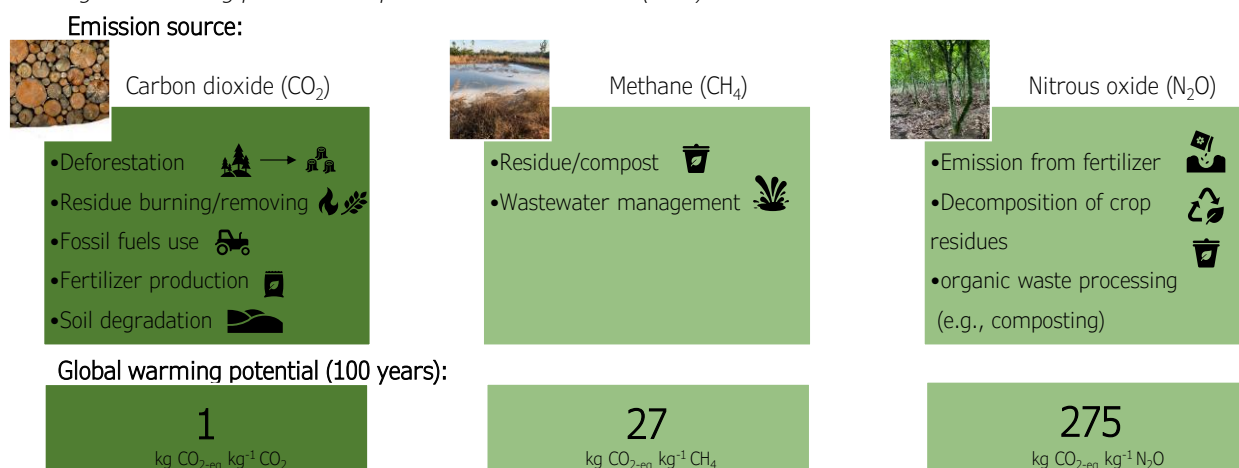 Emission source:
Carbon dioxide (CO₂)
•Deforestation
•Residue burning/removing
•Fossil fuels use
•Fertilizer production
•Soil degradation
Methane (CH₄)
•Residue/compost
•Wastewater management
Nitrous oxide (N₂O)
•Emission from fertilizer
•Decomposition of crop
residues
•organic waste processing
(e.g., composting)
Global warming potential (100 years):
1
kg CO₂-eq kg⁻¹ CO₂
27
kg CO₂-eq kg⁻¹ CH₄
275
kg CO₂-eq kg⁻¹ N₂O